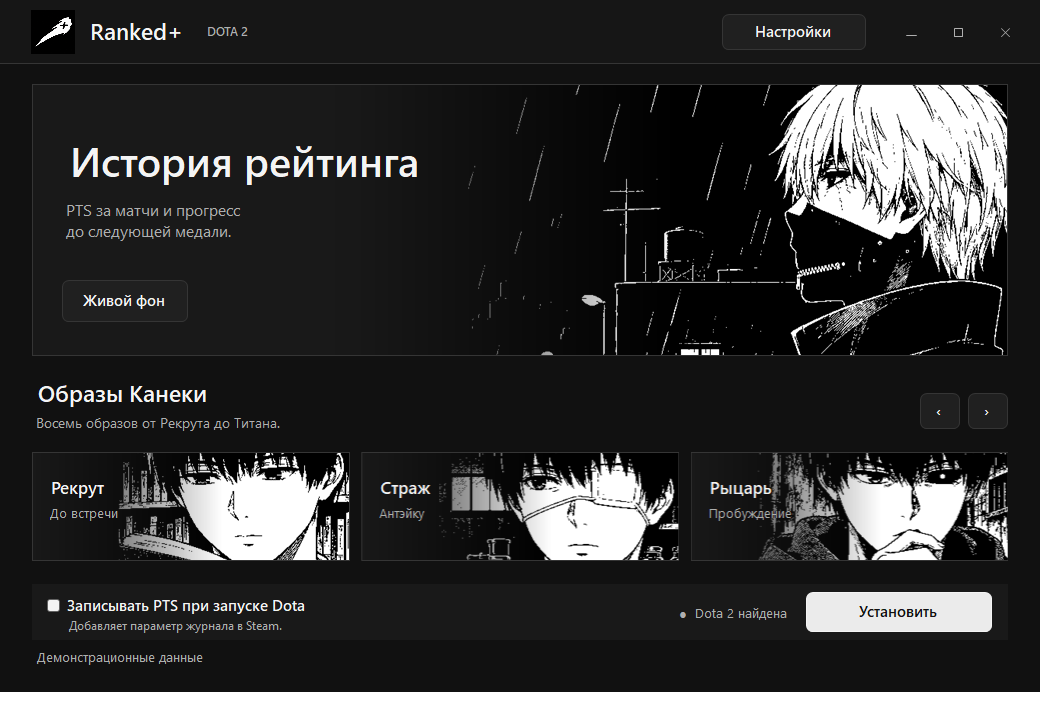 Ranked+
DOTA 2
Настройки
История рейтинга
PTS за матчи и прогресс
до следующей медали.
Живой фон
Образы Канеки
Восемь образов от Рекрута до Титана.
‹
›
Рекрут
До встречи
Страж
Антэйку
Рыцарь
Пробуждение
Записывать PTS при запуске Dota
Добавляет параметр журнала в Steam.
Dota 2 найдена
Установить
Демонстрационные данные